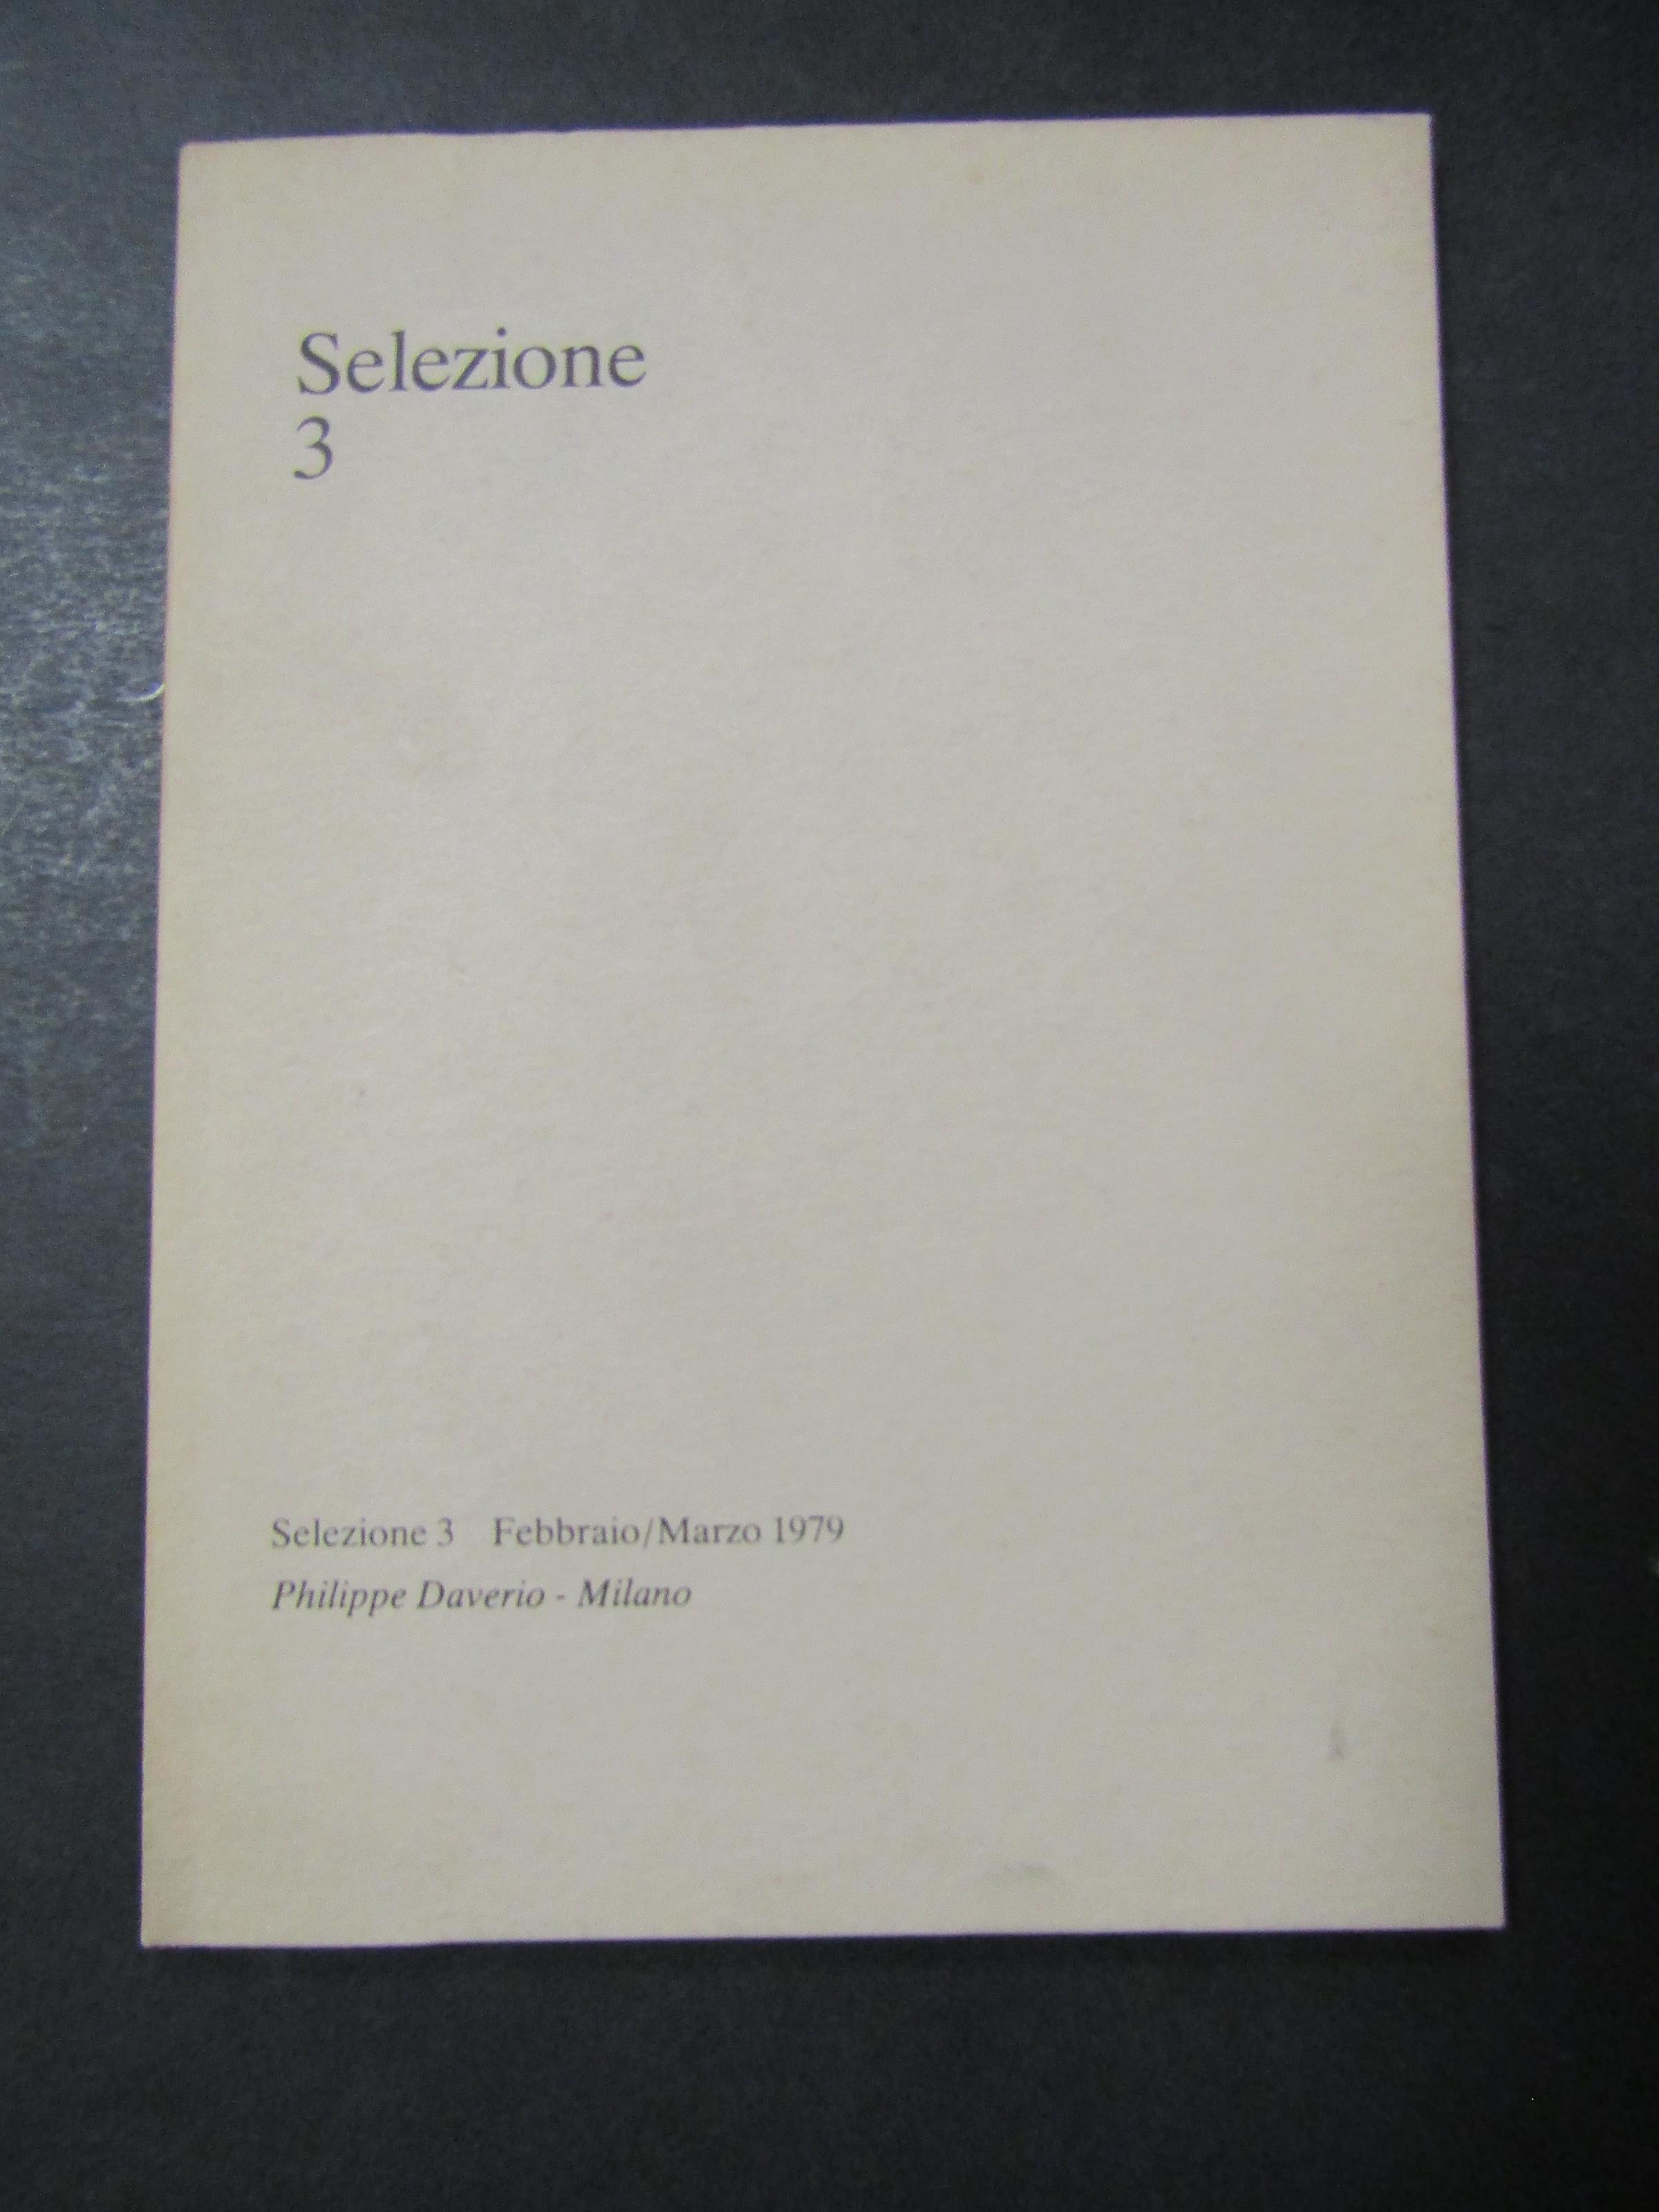 Selezione
3
Selezione 3 Febbraio/Marzo 1979
Philippe Daverio - Milano